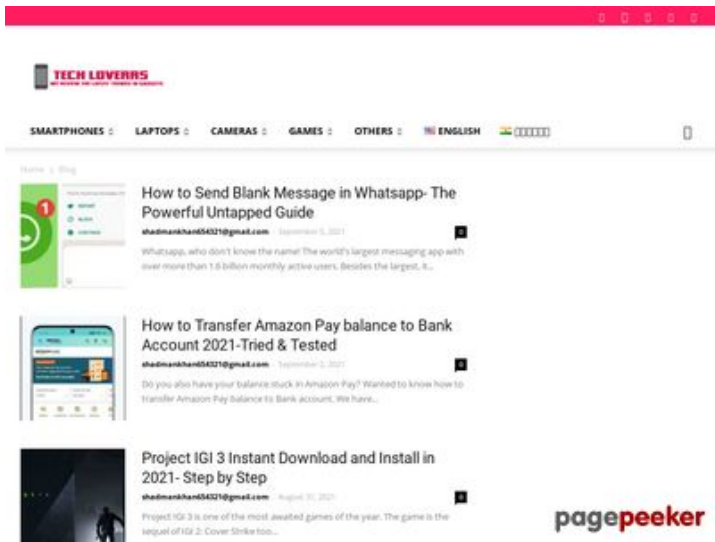 TECH LOVERRS
SMARTPHONES LAPTOPS CAMERAS GAMES OTHERS ENGLISH
Home Blog
How to Send Blank Message in Whatsapp- The
Powerful Untapped Guide
shadmankhan654321@gmail.com - September 5, 2021
0
Whatsapp, who don't know the name! The world's largest messaging app with
over more than 1.6 billion monthly active users. Besides the largest, it...
How to Transfer Amazon Pay balance to Bank
Account 2021-Tried & Tested
shadmankhan654321@gmail.com - September 2, 2021
0
Do you also have your balance stuck in Amazon Pay? Wanted to know how to
transfer Amazon Pay balance to Bank account. We have...
Project IGI 3 Instant Download and Install in
2021- Step by Step
shadmankhan654321@gmail.com - August 31, 2021
0
Project IGI 3 is one of the most awaited games of the year. The game is the
sequel of IGI 2: Cover Strike too...
pagepeeker